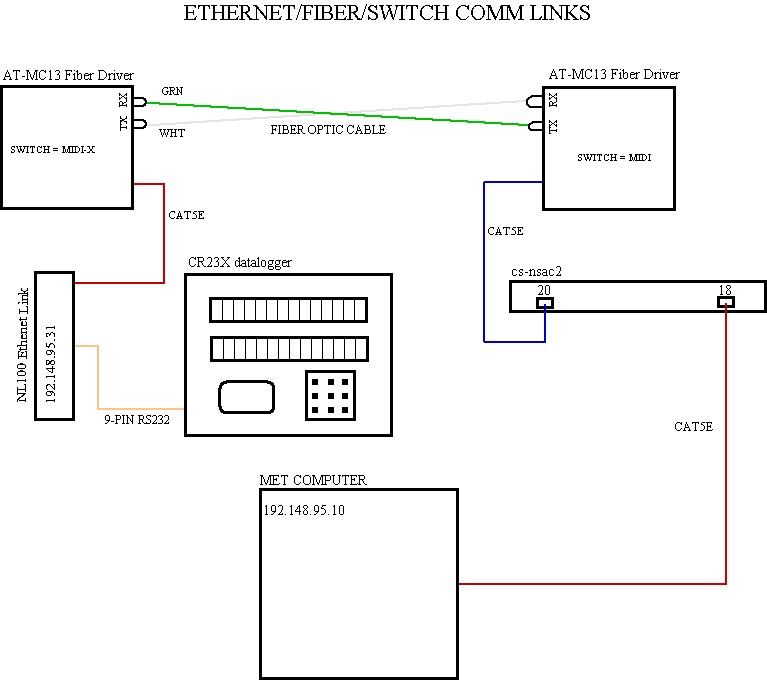 ETHERNET/FIBER/SWITCH COMM LINKS
AT-MC13 Fiber Driver
AT-MC13 Fiber Driver
RX
GRN
RX
TX
WHT
FIBER OPTIC CABLE
TX
SWITCH = MIDI-X
SWITCH = MIDI
CAT5E
CAT5E
CR23X datalogger
cs-nsac2
20
18
NL100 Ethenet Link
192.148.95.31
9-PIN RS232
CAT5E
MET COMPUTER
192.148.95.10